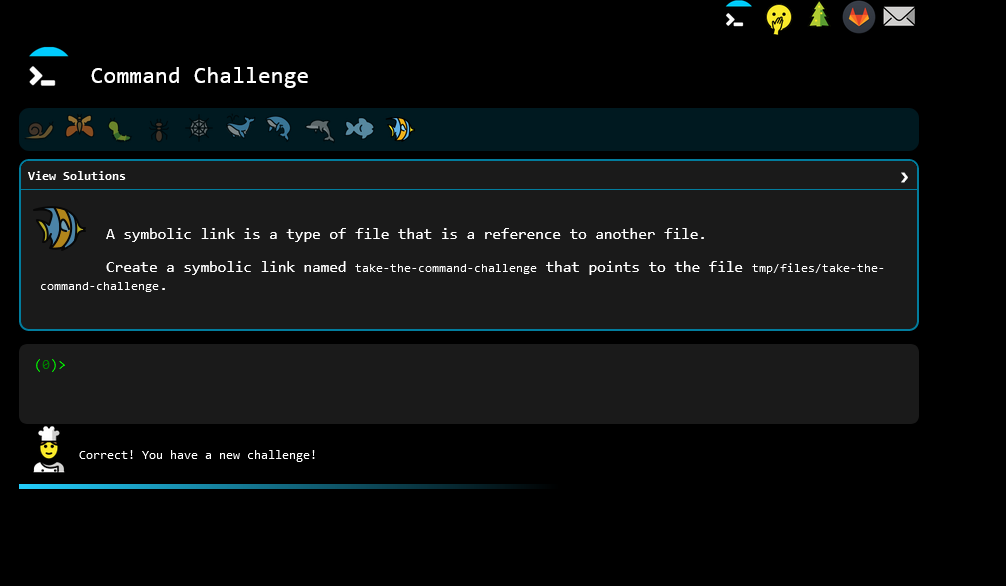 Command Challenge
View Solutions
A symbolic link is a type of file that is a reference to another file.
Create a symbolic link named take-the-command-challenge that points to the file tmp/files/take-the-
command-challenge.
(0)>
Correct! You have a new challenge!